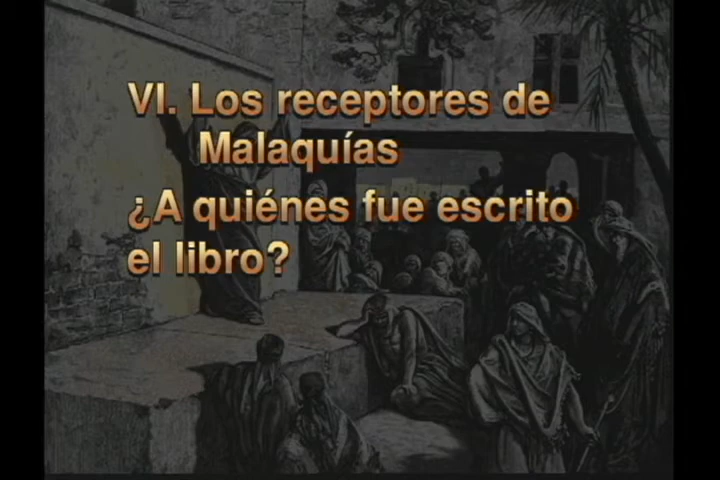 VI. Los receptores de
Malaquías
¿A quiénes fue escrito
el libro?